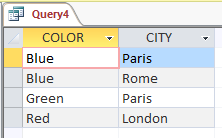 Query4
COLOR CITY
Blue Paris
Blue Rome
Green Paris
Red London